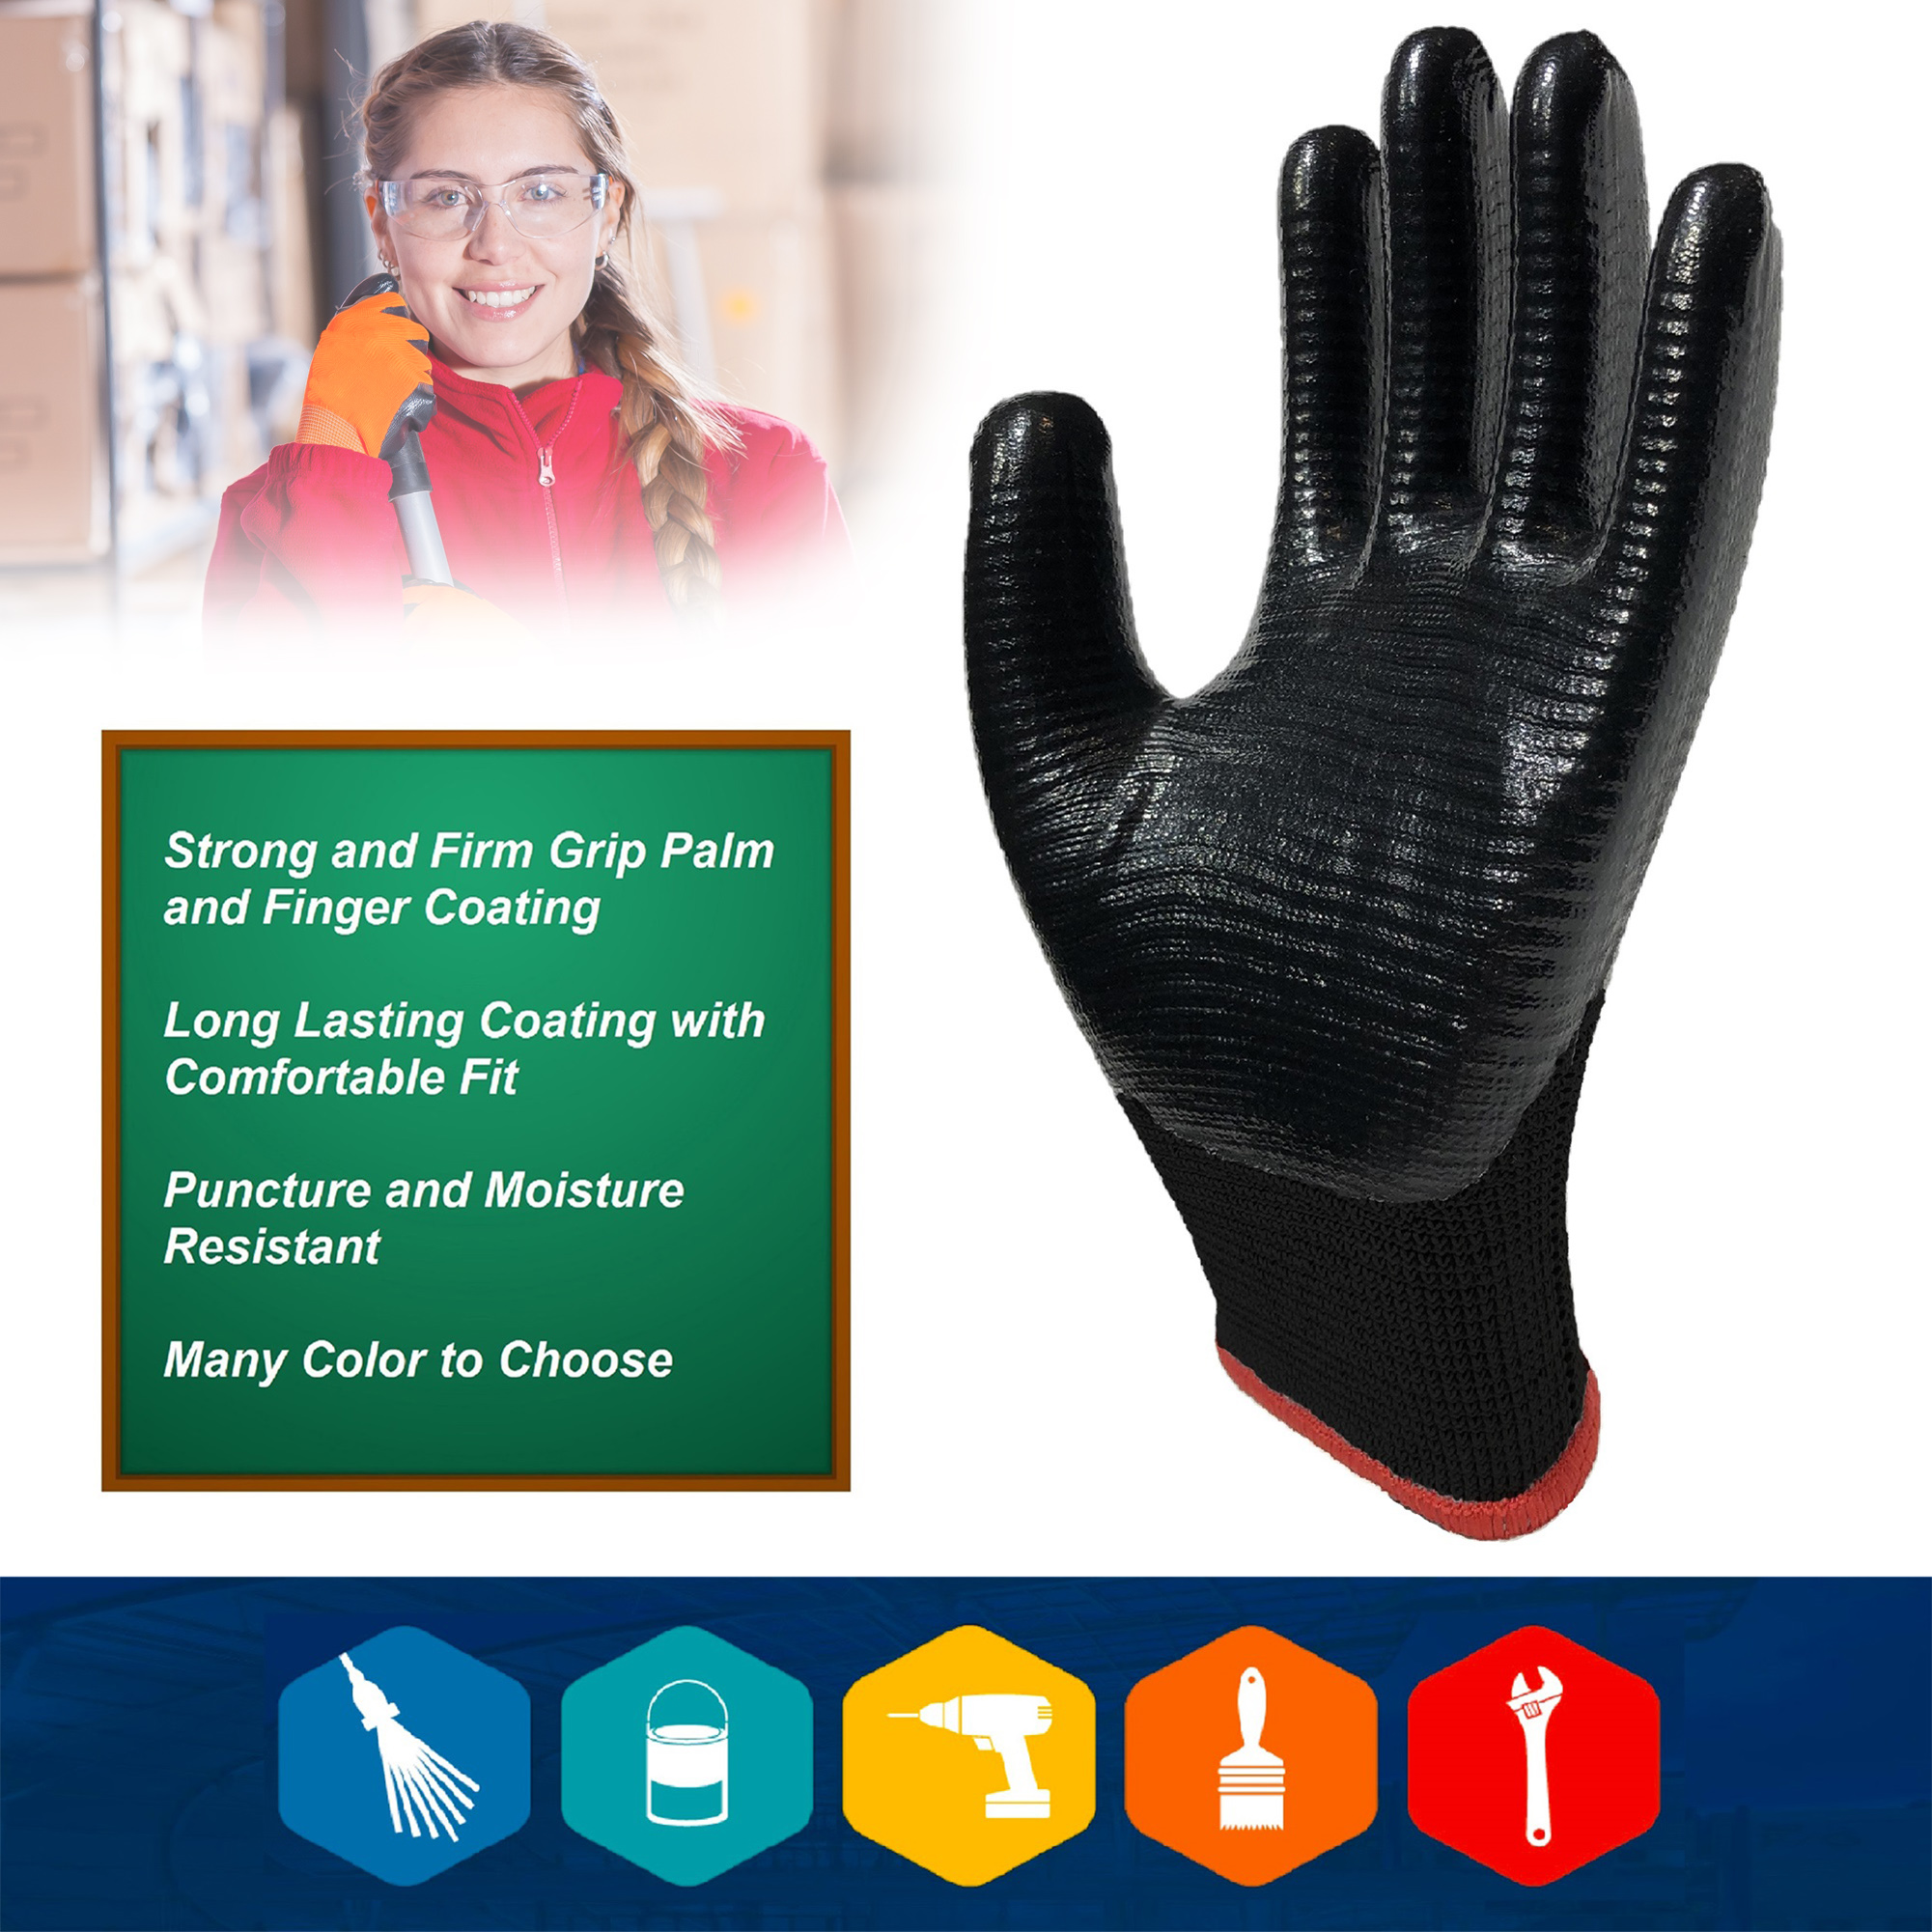 Strong and Firm Grip Palm
and Finger Coating
Long Lasting Coating with
Comfortable Fit
Puncture and Moisture
Resistant
Many Color to Choose